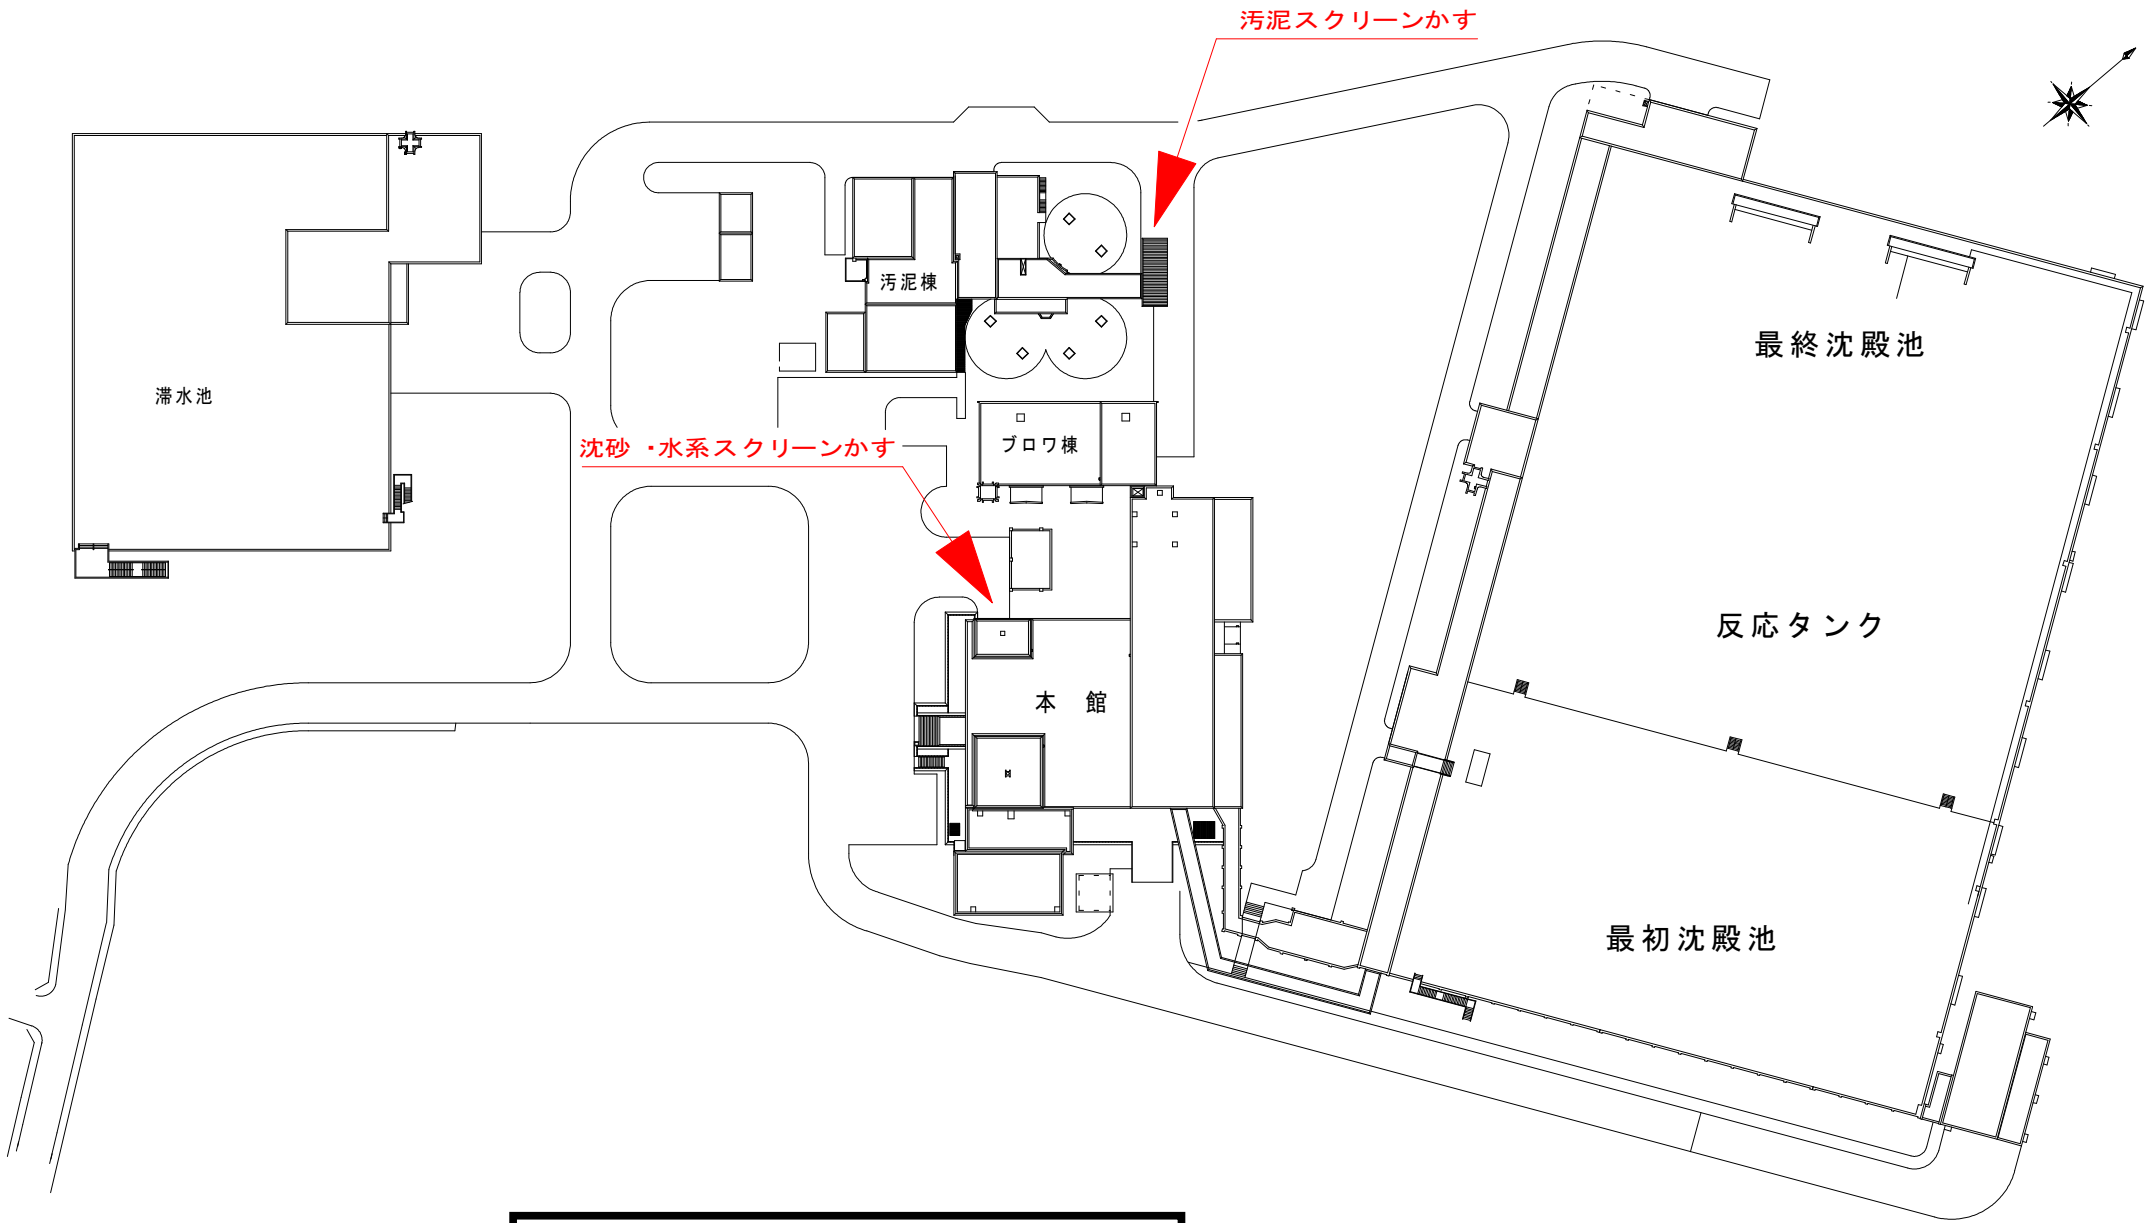 汚泥スクリーンかす
汚泥棟
最終沈殿池
滞水池
沈砂・水系スクリーンかす
ブロワ棟
反応タンク
本　館
最初沈殿池